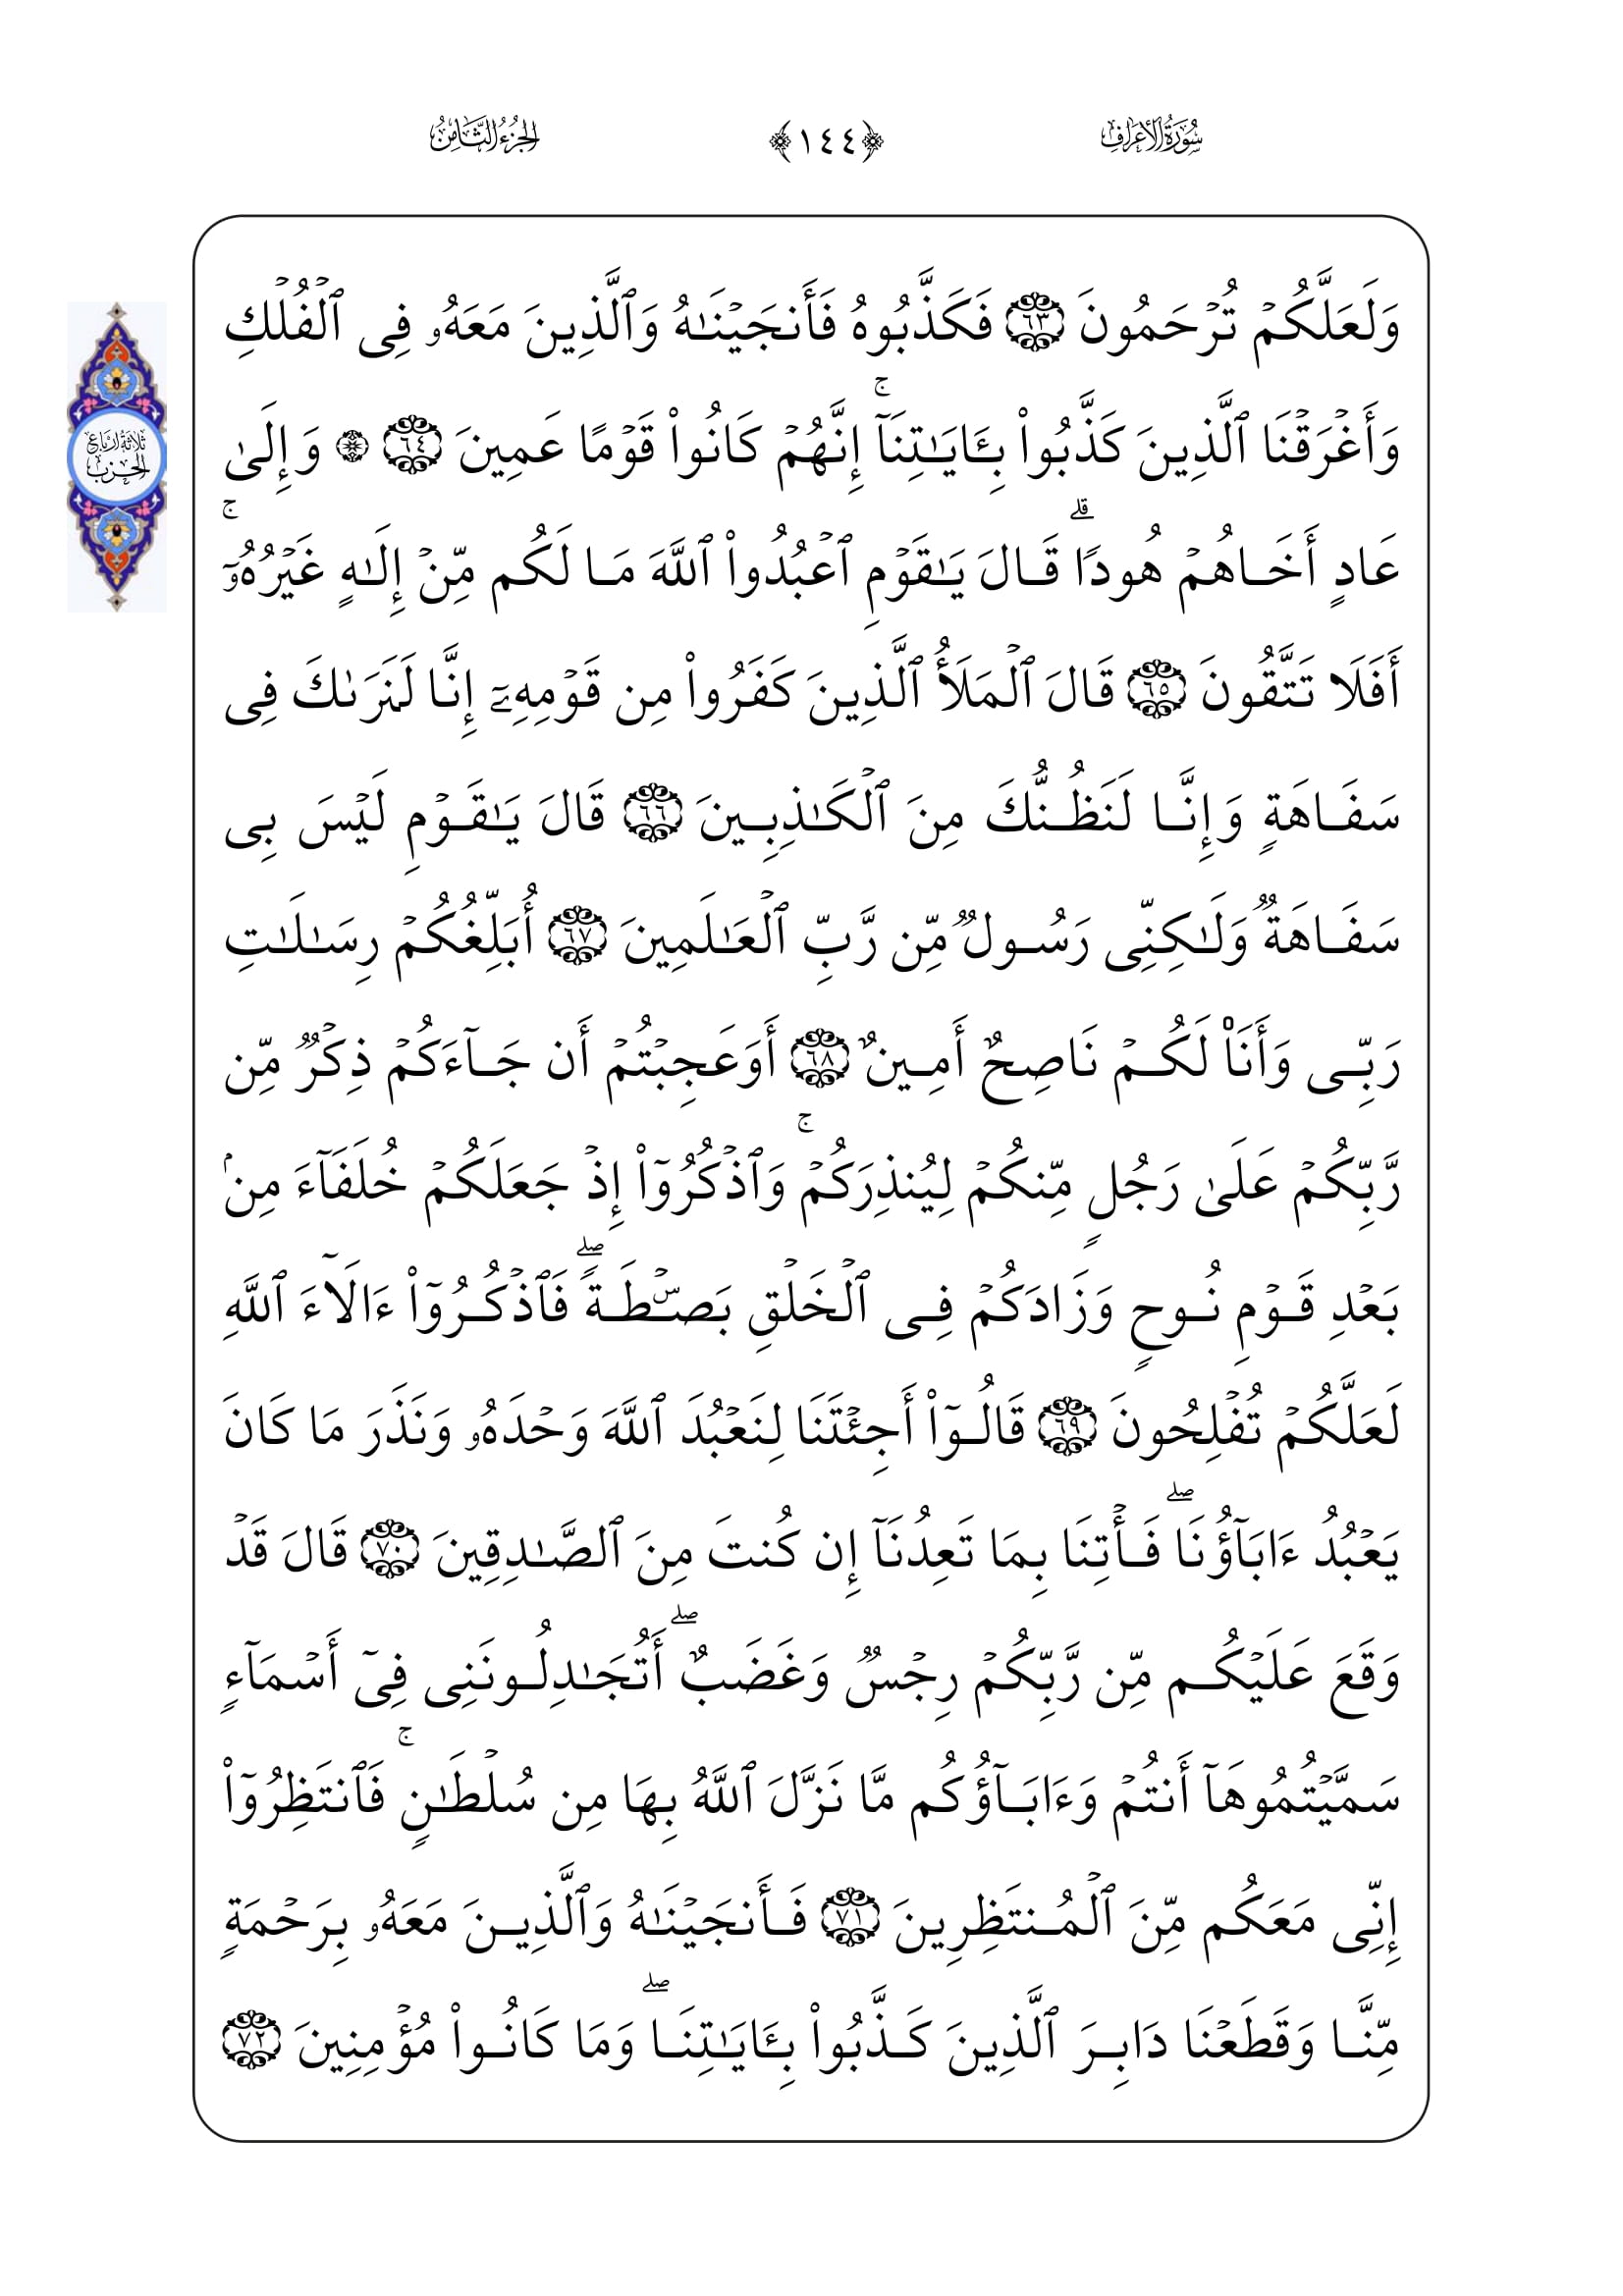 سُورَةُ الأَعْرَافِ ﴿١٤٤﴾ الجُزْءُ الثَّامِنُ
وَلَعَلَّكُمۡ تُرۡحَمُونَ ٦٣ فَكَذَّبُوهُ فَأَنجَيۡنَٰهُ وَٱلَّذِينَ مَعَهُۥ فِي ٱلۡفُلۡكِ
وَأَغۡرَقۡنَا ٱلَّذِينَ كَذَّبُواْ بِـَٔايَٰتِنَآۚ إِنَّهُمۡ كَانُواْ قَوۡمًا عَمِينَ ٦٤ ۞ وَإِلَىٰ
ثَلَاثَةُ أَرْبَاعِ
الحِزْبِ
عَادٍ أَخَاهُمۡ هُودٗاۗ قَالَ يَٰقَوۡمِ ٱعۡبُدُواْ ٱللَّهَ مَا لَكُم مِّنۡ إِلَٰهٍ غَيۡرُهُۥٓۚ
أَفَلَا تَتَّقُونَ ٦٥ قَالَ ٱلۡمَلَأُ ٱلَّذِينَ كَفَرُواْ مِن قَوۡمِهِۦٓ إِنَّا لَنَرَىٰكَ فِي
سَفَاهَةٖ وَإِنَّا لَنَظُنُّكَ مِنَ ٱلۡكَٰذِبِينَ ٦٦ قَالَ يَٰقَوۡمِ لَيۡسَ بِي
سَفَاهَةٞ وَلَٰكِنِّي رَسُولٞ مِّن رَّبِّ ٱلۡعَٰلَمِينَ ٦٧ أُبَلِّغُكُمۡ رِسَٰلَٰتِ
رَبِّي وَأَنَا۠ لَكُمۡ نَاصِحٌ أَمِينٌ ٦٨ أَوَعَجِبۡتُمۡ أَن جَآءَكُمۡ ذِكۡرٞ مِّن
رَّبِّكُمۡ عَلَىٰ رَجُلٖ مِّنكُمۡ لِيُنذِرَكُمۡۚ وَٱذۡكُرُوٓاْ إِذۡ جَعَلَكُمۡ خُلَفَآءَ مِنۢ
بَعۡدِ قَوۡمِ نُوحٖ وَزَادَكُمۡ فِي ٱلۡخَلۡقِ بَصۜۡطَةٗۖ فَٱذۡكُرُوٓاْ ءَالَآءَ ٱللَّهِ
لَعَلَّكُمۡ تُفۡلِحُونَ ٦٩ قَالُوٓاْ أَجِئۡتَنَا لِنَعۡبُدَ ٱللَّهَ وَحۡدَهُۥ وَنَذَرَ مَا كَانَ
يَعۡبُدُ ءَابَآؤُنَا ۖ فَأۡتِنَا بِمَا تَعِدُنَآ إِن كُنتَ مِنَ ٱلصَّٰدِقِينَ ٧٠ قَالَ قَدۡ
وَقَعَ عَلَيۡكُم مِّن رَّبِّكُمۡ رِجۡسٞ وَغَضَبٌۖ أَتُجَٰدِلُونَنِي فِيٓ أَسۡمَآءٖ
سَمَّيۡتُمُوهَآ أَنتُمۡ وَءَابَآؤُكُم مَّا نَزَّلَ ٱللَّهُ بِهَا مِن سُلۡطَٰنٖۚ فَٱنتَظِرُوٓاْ
إِنِّي مَعَكُم مِّنَ ٱلۡمُنتَظِرِينَ ٧١ فَأَنجَيۡنَٰهُ وَٱلَّذِينَ مَعَهُۥ بِرَحۡمَةٖ
مِّنَّا وَقَطَعۡنَا دَابِرَ ٱلَّذِينَ كَذَّبُواْ بِـَٔايَٰتِنَاۖ وَمَا كَانُواْ مُؤۡمِنِينَ ٧٢